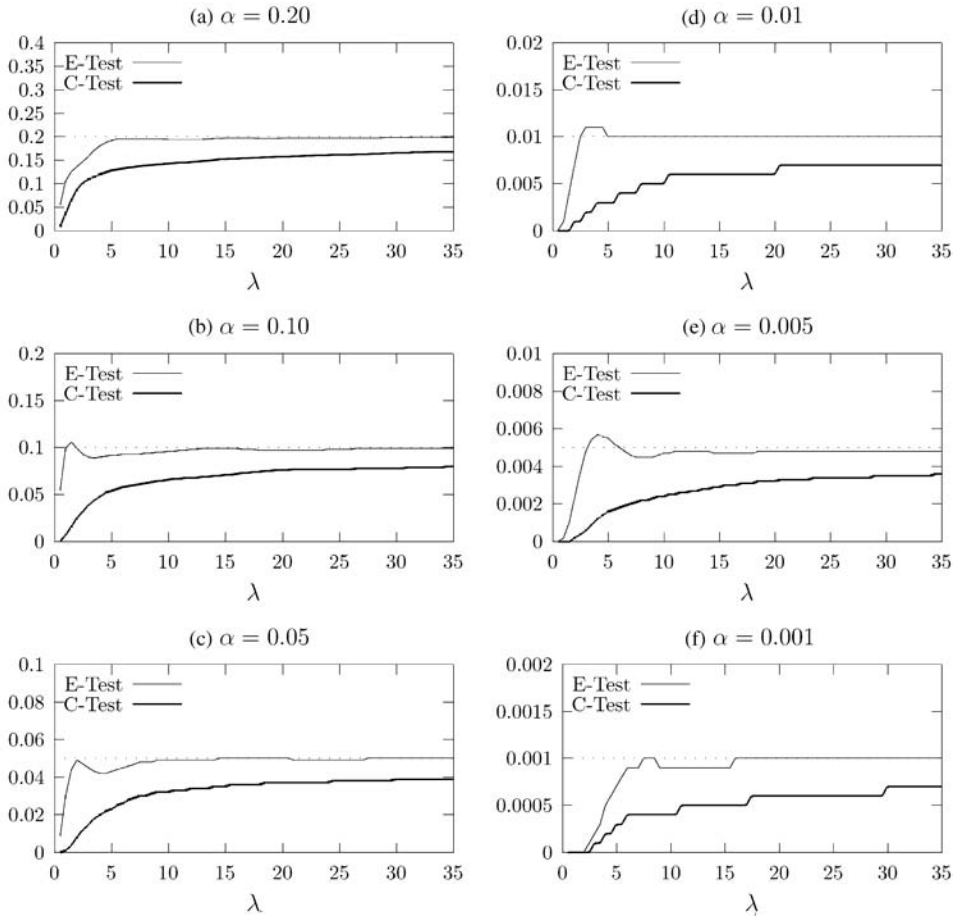 (a) α = 0.20
0.4
0.35
0.3
0.25
0.2
0.15
0.1
0.05
0
E-Test
C-Test
0 5 10 15 20 25 30 35
λ
(d) α = 0.01
0.02
0.015
0.01
0.005
0
E-Test
C-Test
0 5 10 15 20 25 30 35
λ
(b) α = 0.10
0.2
0.15
0.1
0.05
0
E-Test
C-Test
0 5 10 15 20 25 30 35
λ
(e) α = 0.005
0.01
0.008
0.006
0.004
0.002
0
E-Test
C-Test
0 5 10 15 20 25 30 35
λ
(c) α = 0.05
0.1
0.08
0.06
0.04
0.02
0
E-Test
C-Test
0 5 10 15 20 25 30 35
λ
(f) α = 0.001
0.002
0.0015
0.001
0.0005
0
E-Test
C-Test
0 5 10 15 20 25 30 35
λ